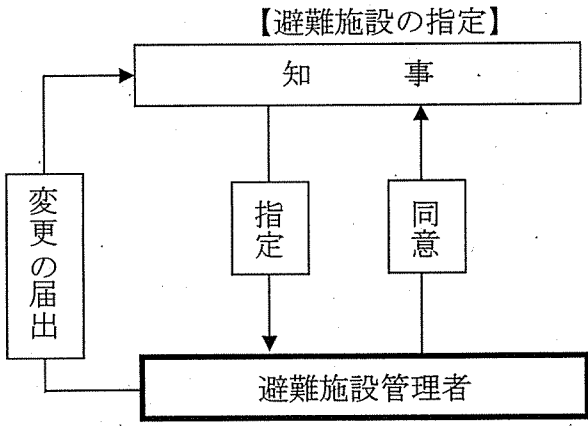 【避難施設の指定】
知事
変更の届出
指定
同意
避難施設管理者